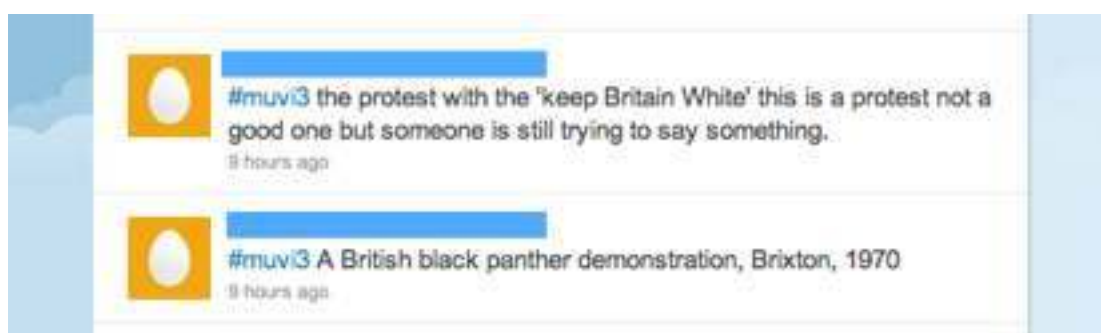 #muvi3 the protest with the 'keep Britain White' this is a protest not a
good one but someone is still trying to say something.
9 hours ago
#muvi3 A British black panther demonstration, Brixton, 1970
9 hours ago